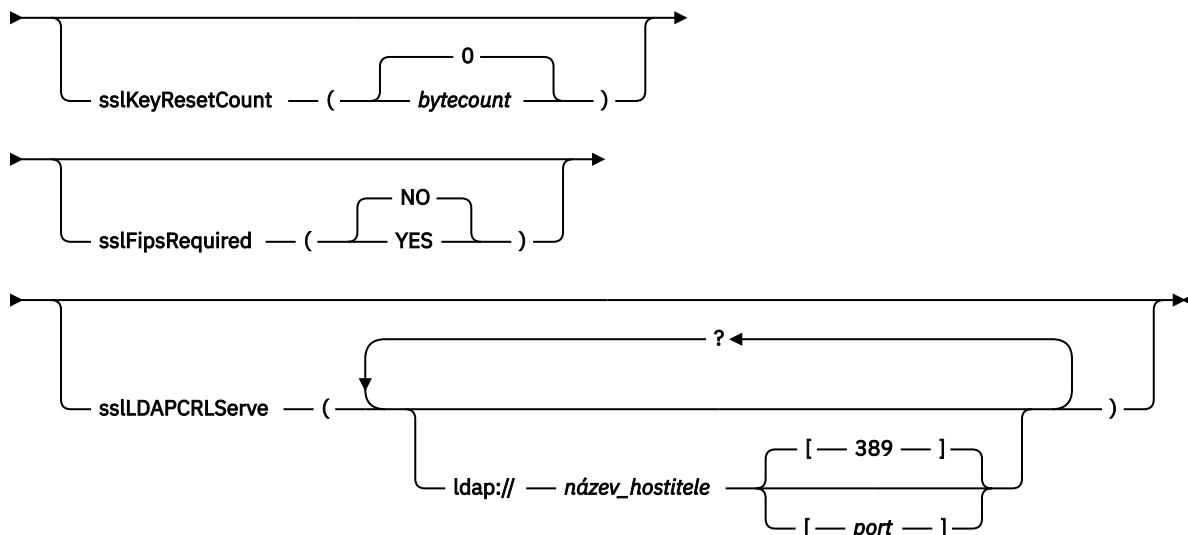 0
sslKeyResetCount ( bytecount )
NO
sslFipsRequired ( YES )
?
sslLDAPCRLServe ( )
[ 389 ]
ldap:// název_hostitele
[ port ]